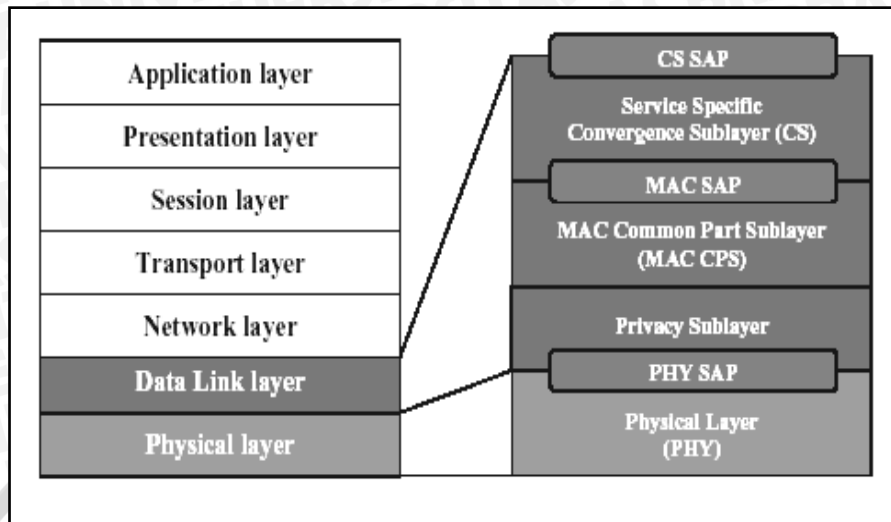 Application layer
Presentation layer
Session layer
Transport layer
Network layer
Data Link layer
Physical layer
CS SAP
Service Specific
Convergence Sublayer (CS)
MAC SAP
MAC Common Part Sublayer
(MAC CPS)
Privacy Sublayer
PHY SAP
Physical Layer
(PHY)